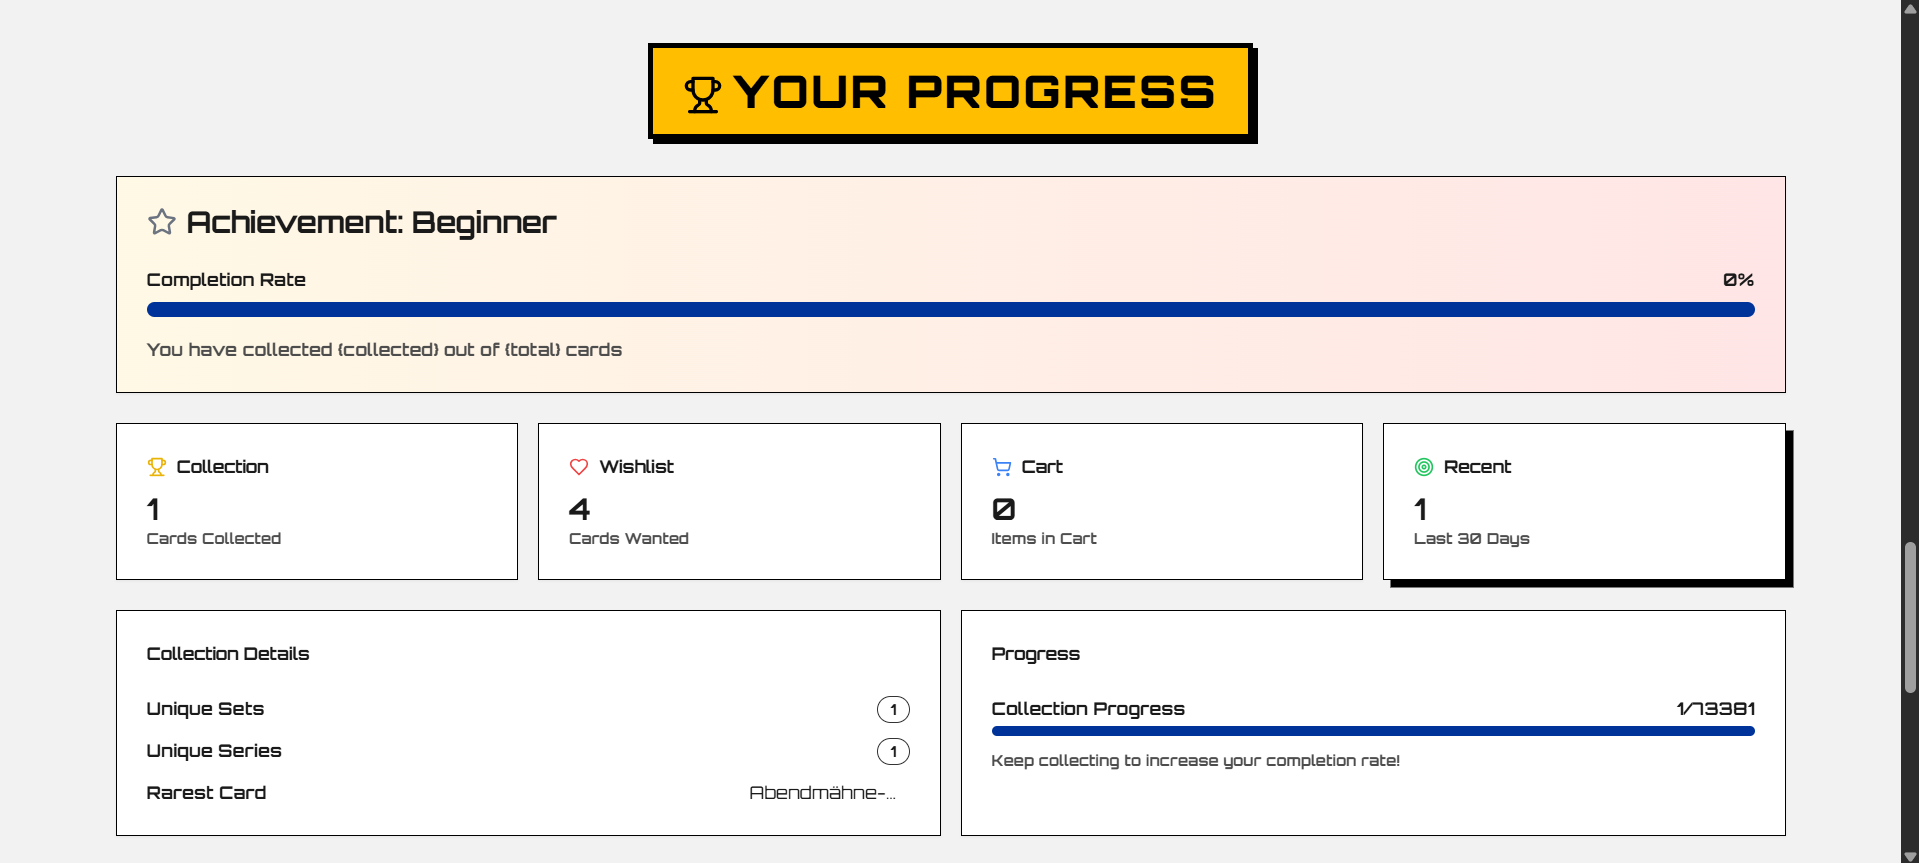 YOUR PROGRESS
Achievement: Beginner
Completion Rate 0%
You have collected {collected} out of {total} cards
Collection
1
Cards Collected
Wishlist
4
Cards Wanted
Cart
0
Items in Cart
Recent
1
Last 30 Days
Collection Details
Unique Sets 1
Unique Series 1
Rarest Card Abendmähne-...
Progress
Collection Progress 1/73381
Keep collecting to increase your completion rate!